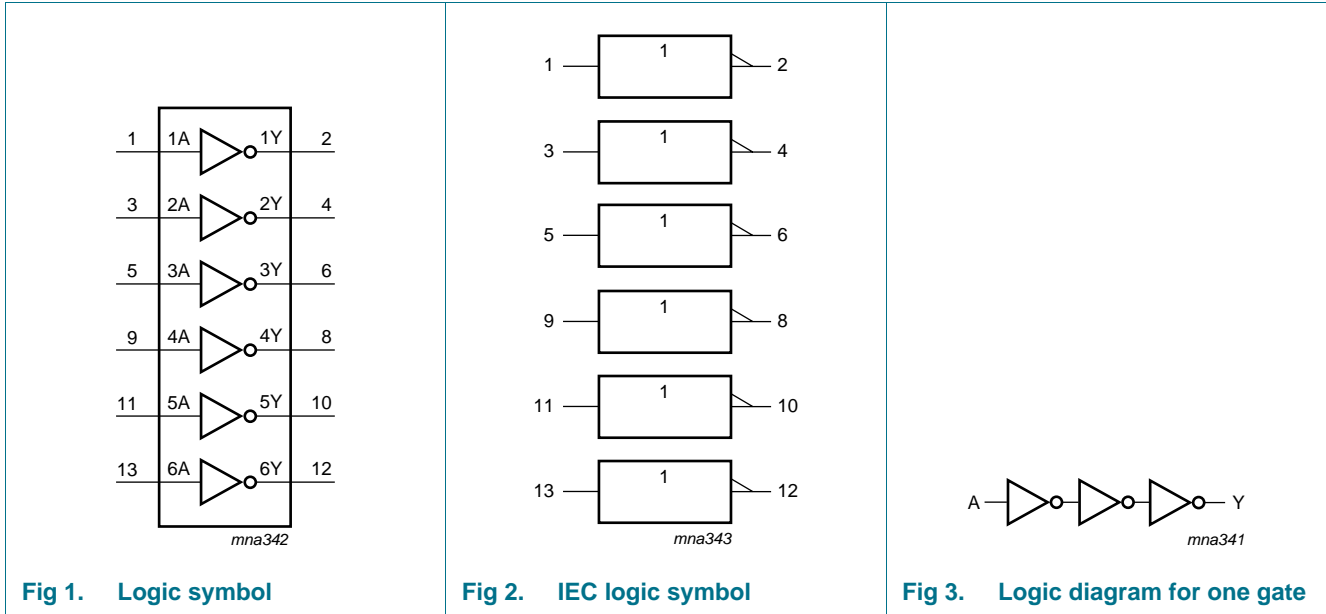 1 1A 1Y 2
3 2A 2Y 4
5 3A 3Y 6
9 4A 4Y 8
11 5A 5Y 10
13 6A 6Y 12
mna342
Fig 1. Logic symbol
1
1 2
1
3 4
1
5 6
1
9 8
1
11 10
1
13 12
mna343
Fig 2. IEC logic symbol
A Y
mna341
Fig 3. Logic diagram for one gate